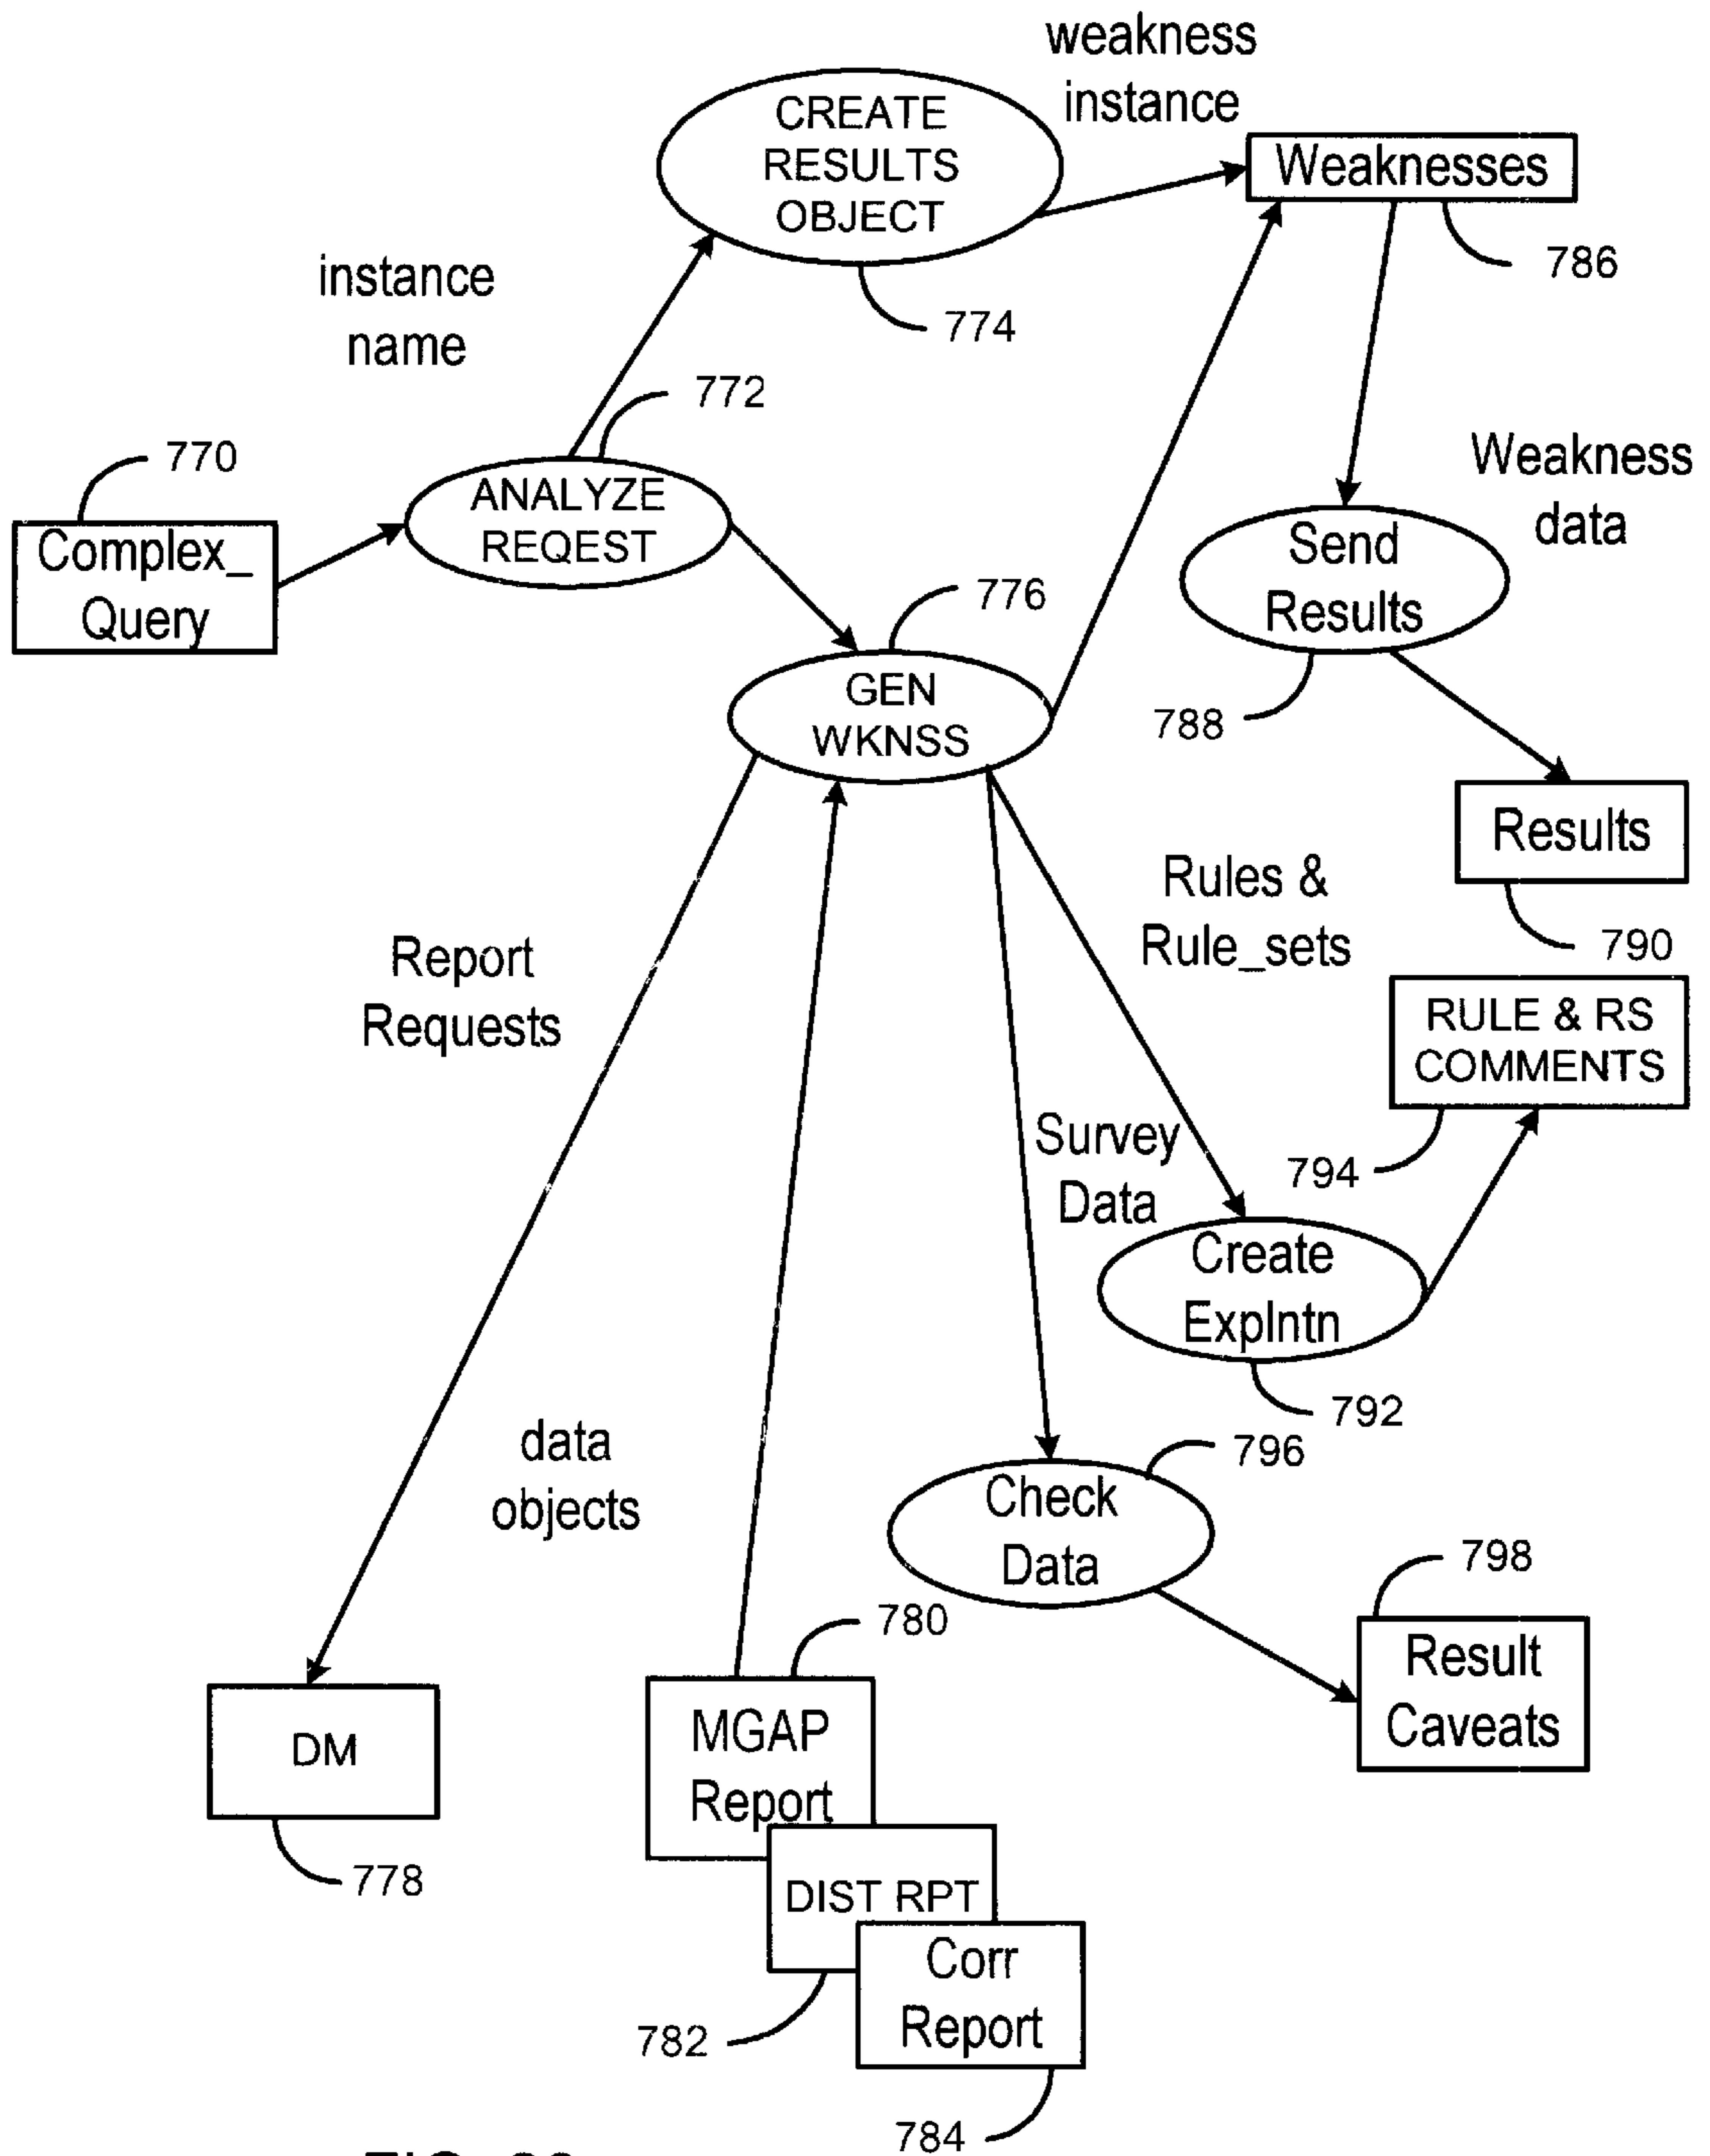 weakness
instance
CREATE
RESULTS
OBJECT
Weaknesses
786
instance
name
774
772
770
ANALYZE
REQEST
Complex_
Query
Weakness
data
Send
Results
776
GEN
WKNSS
788
Results
790
Rules &
Rule_sets
Report
Requests
RULE & RS
COMMENTS
794
Survey
Data
Create
Explntn
792
data
objects
796
Check
Data
798
Result
Caveats
780
MGAP
Report
DM
778
DIST RPT
782
Corr
Report
784